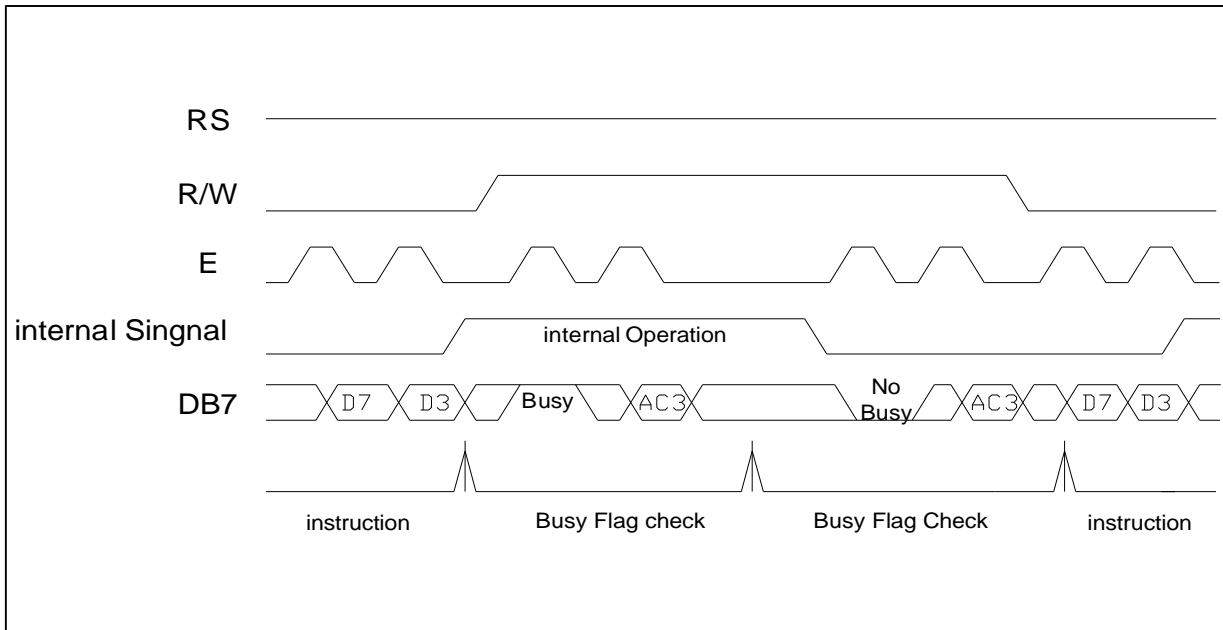 RS
R/W
E
internal Singnal
internal Operation
DB7
D7
D3
Busy
AC3
No
Busy
AC3
D7
D3
instruction
Busy Flag check
Busy Flag Check
instruction